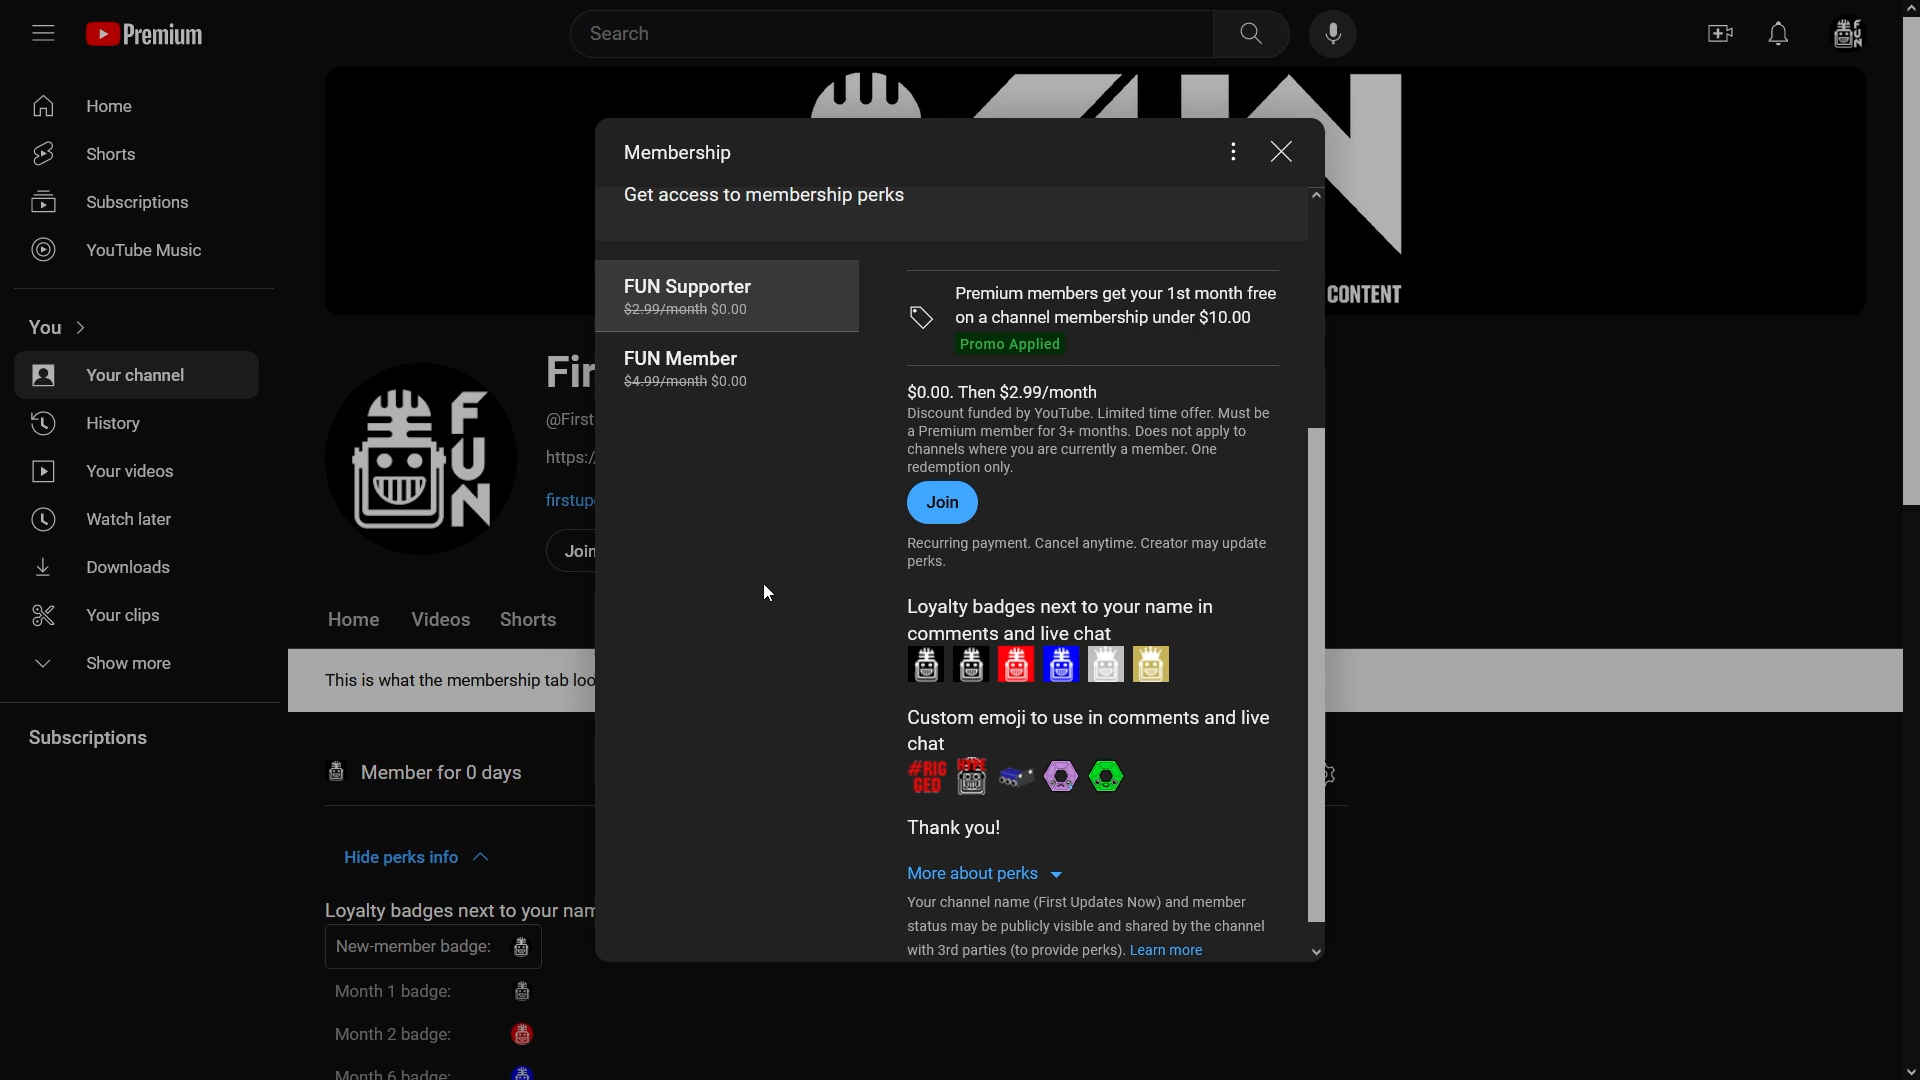 Premium
Search
FUN
Home
Shorts
Subscriptions
YouTube Music
You
Your channel
History
Your videos
Watch later
Downloads
Your clips
Show more
Subscriptions
CONTENT
FUN
Fir
@First
https:/
firstup
Join
Home Videos Shorts
This is what the membership tab loo
Member for 0 days
Hide perks info
Loyalty badges next to your nam
New-member badge:
Month 1 badge:
Month 2 badge:
Month 6 badge:
Membership
Get access to membership perks
FUN Supporter
$2.99/month $0.00
FUN Member
$4.99/month $0.00
Premium members get your 1st month free
on a channel membership under $10.00
Promo Applied
$0.00. Then $2.99/month
Discount funded by YouTube. Limited time offer. Must be
a Premium member for 3+ months. Does not apply to
channels where you are currently a member. One
redemption only.
Join
Recurring payment. Cancel anytime. Creator may update
perks.
Loyalty badges next to your name in
comments and live chat
Custom emoji to use in comments and live
chat
#RIG
GED
HYPE
Thank you!
More about perks
Your channel name (First Updates Now) and member
status may be publicly visible and shared by the channel
with 3rd parties (to provide perks). Learn more